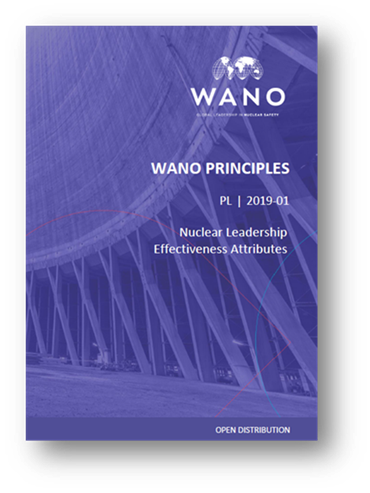 WANO
GLOBAL LEADERSHIP IN NUCLEAR SAFETY
WANO PRINCIPLES
PL | 2019-01
Nuclear Leadership
Effectiveness Attributes
OPEN DISTRIBUTION